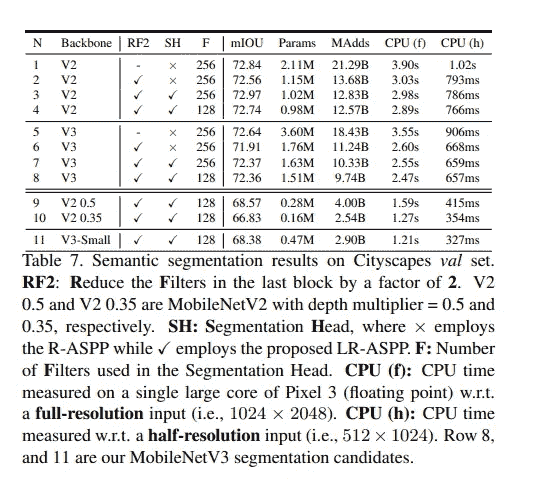 N Backbone RF2 SH F mIOU Params MAdds CPU (f) CPU (h)
1 V2 - × 256 72.84 2.11M 21.29B 3.90s 1.02s
2 V2 ✓ × 256 72.56 1.15M 13.68B 3.03s 793ms
3 V2 ✓ ✓ 256 72.97 1.02M 12.83B 2.98s 786ms
4 V2 ✓ ✓ 128 72.74 0.98M 12.57B 2.89s 766ms
5 V3 - × 256 72.64 3.60M 18.43B 3.55s 906ms
6 V3 ✓ × 256 71.91 1.76M 11.24B 2.60s 668ms
7 V3 ✓ ✓ 256 72.37 1.63M 10.33B 2.55s 659ms
8 V3 ✓ ✓ 128 72.36 1.51M 9.74B 2.47s 657ms
9 V2 0.5 ✓ ✓ 128 68.57 0.28M 4.00B 1.59s 415ms
10 V2 0.35 ✓ ✓ 128 66.83 0.16M 2.54B 1.27s 354ms
11 V3-Small ✓ ✓ 128 68.38 0.47M 2.90B 1.21s 327ms
Table 7. Semantic segmentation results on Cityscapes val set.
RF2: Reduce the Filters in the last block by a factor of 2. V2
0.5 and V2 0.35 are MobileNetV2 with depth multiplier = 0.5 and
0.35, respectively. SH: Segmentation Head, where × employs
the R-ASPP while ✓ employs the proposed LR-ASPP. F: Number
of Filters used in the Segmentation Head. CPU (f): CPU time
measured on a single large core of Pixel 3 (floating point) w.r.t.
a full-resolution input (i.e., 1024 × 2048). CPU (h): CPU time
measured w.r.t. a half-resolution input (i.e., 512 × 1024). Row 8,
and 11 are our MobileNetV3 segmentation candidates.